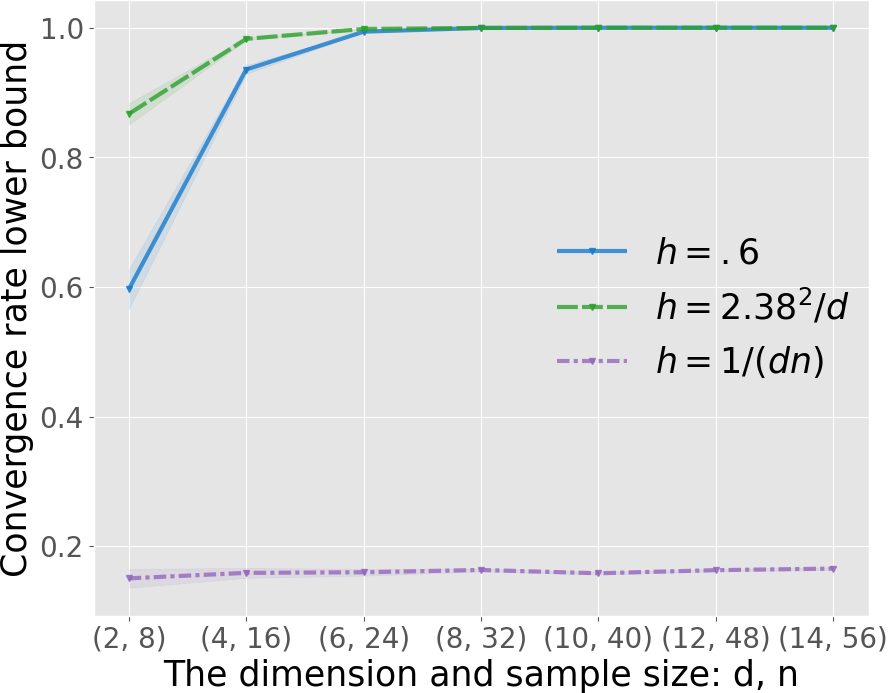 Convergence rate lower bound
1.0
0.8
0.6
0.4
0.2
h = .6
h = 2.38²/d
h = 1/(dn)
(2, 8) (4, 16) (6, 24) (8, 32) (10, 40) (12, 48) (14, 56)
The dimension and sample size: d, n